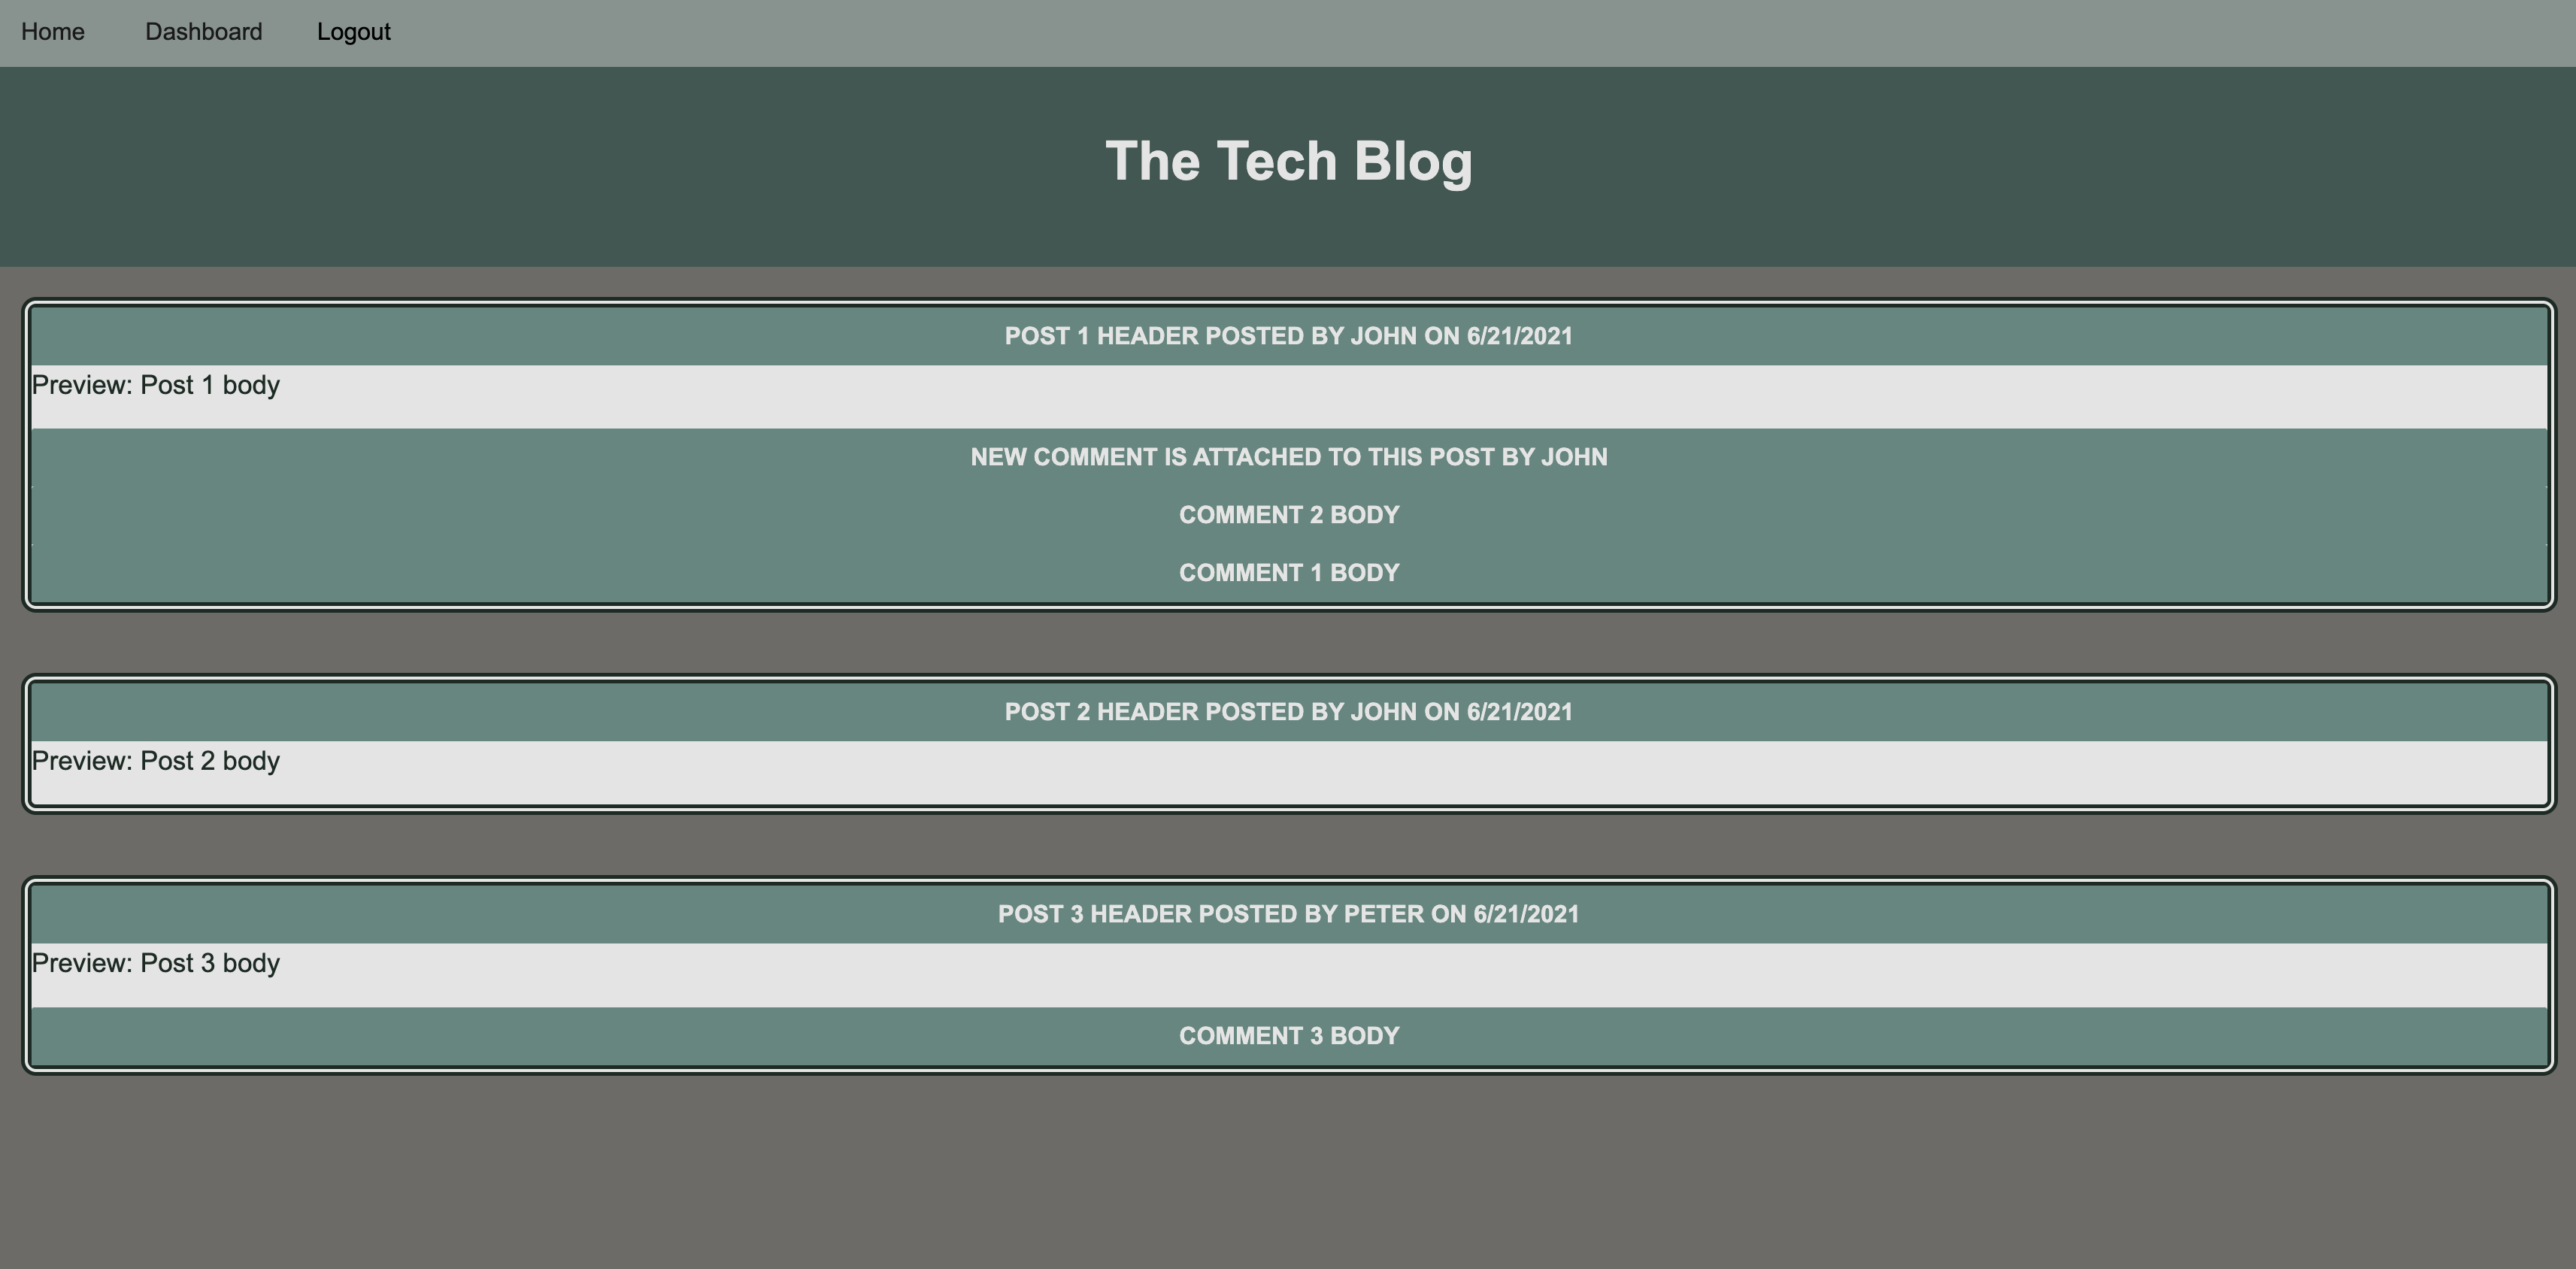 Home Dashboard Logout
The Tech Blog
POST 1 HEADER POSTED BY JOHN ON 6/21/2021
Preview: Post 1 body
NEW COMMENT IS ATTACHED TO THIS POST BY JOHN
COMMENT 2 BODY
COMMENT 1 BODY
POST 2 HEADER POSTED BY JOHN ON 6/21/2021
Preview: Post 2 body
POST 3 HEADER POSTED BY PETER ON 6/21/2021
Preview: Post 3 body
COMMENT 3 BODY